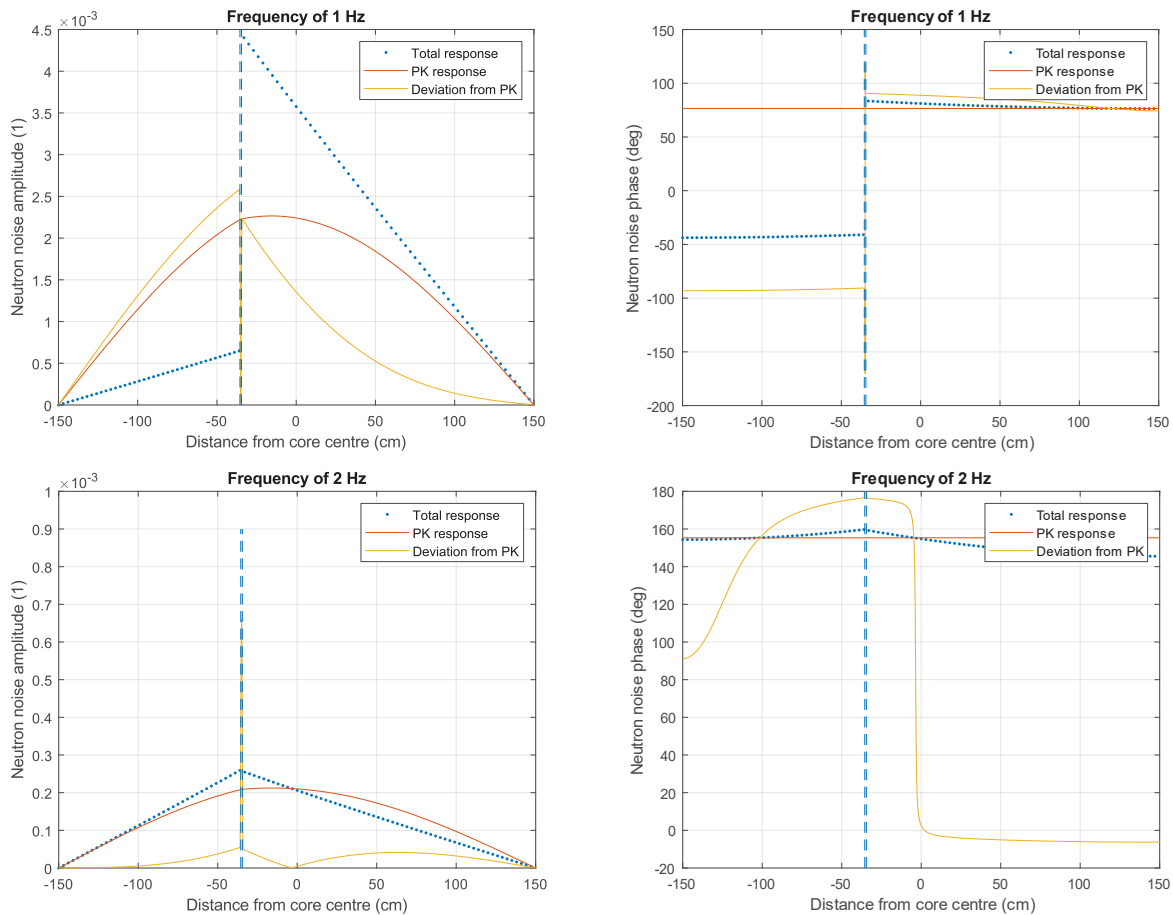 Frequency of 1 Hz
×10⁻³
4.5
4
3.5
3
2.5
2
1.5
1
0.5
0
-150
-100
-50
0
50
100
150
Neutron noise amplitude (1)
Distance from core centre (cm)
Total response
PK response
Deviation from PK
Frequency of 1 Hz
150
100
50
0
-50
-100
-150
-200
-150
-100
-50
0
50
100
150
Neutron noise phase (deg)
Distance from core centre (cm)
Total response
PK response
Deviation from PK
Frequency of 2 Hz
×10⁻³
1
0.9
0.8
0.7
0.6
0.5
0.4
0.3
0.2
0.1
0
-150
-100
-50
0
50
100
150
Neutron noise amplitude (1)
Distance from core centre (cm)
Total response
PK response
Deviation from PK
Frequency of 2 Hz
180
160
140
120
100
80
60
40
20
0
-20
-150
-100
-50
0
50
100
150
Neutron noise phase (deg)
Distance from core centre (cm)
Total response
PK response
Deviation from PK